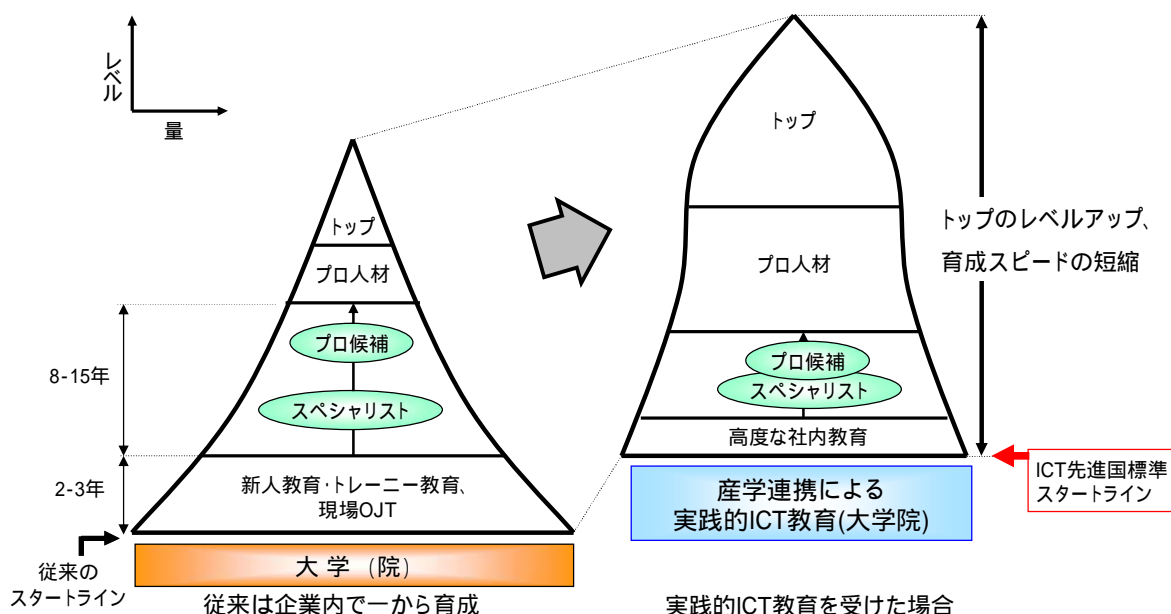 レベル
量
トップ
プロ人材
プロ候補
スペシャリスト
8-15年
2-3年
新人教育・トレーニー教育、
現場OJT
従来の
スタートライン
大 学 (院)
従来は企業内で一から育成
トップ
プロ人材
プロ候補
スペシャリスト
高度な社内教育
産学連携による
実践的ICT教育(大学院)
実践的ICT教育を受けた場合
トップのレベルアップ、
育成スピードの短縮
ICT先進国標準
スタートライン